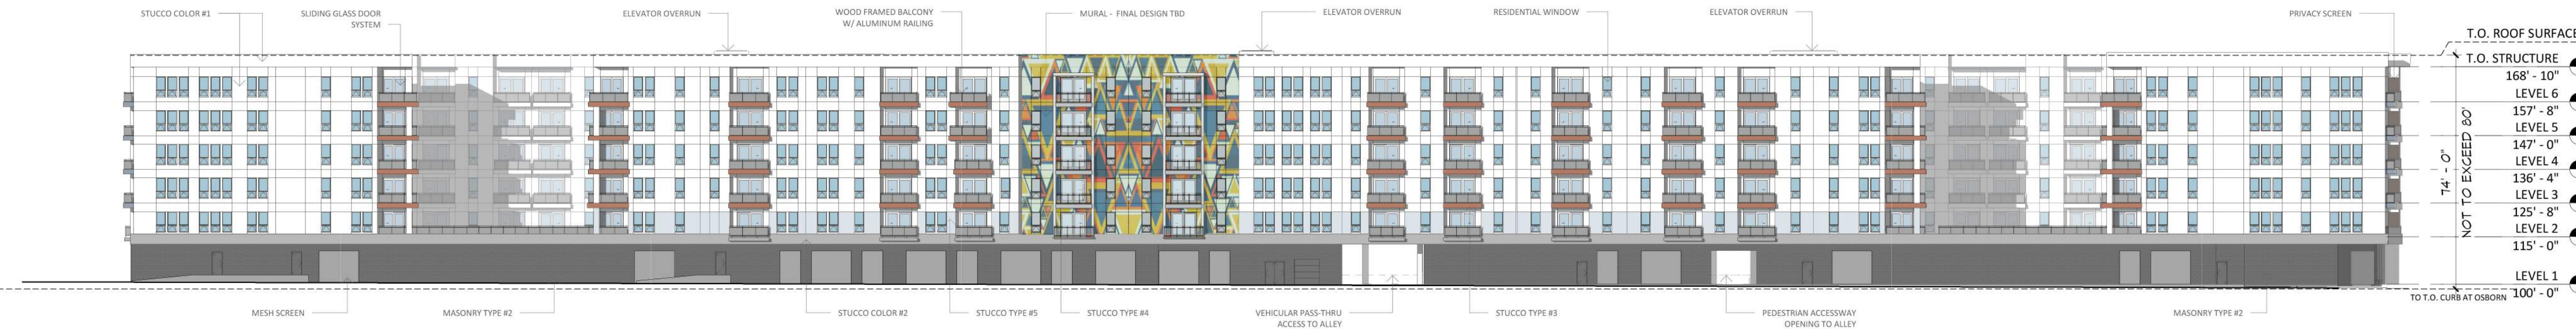 STUCCO COLOR #1
SLIDING GLASS DOOR
SYSTEM
ELEVATOR OVERRUN
WOOD FRAMED BALCONY
W/ ALUMINUM RAILING
MURAL - FINAL DESIGN TBD
ELEVATOR OVERRUN
RESIDENTIAL WINDOW
ELEVATOR OVERRUN
PRIVACY SCREEN
T.O. ROOF SURFACE
T.O. STRUCTURE
168' - 10"
LEVEL 6
157' - 8"
LEVEL 5
147' - 0"
LEVEL 4
136' - 4"
LEVEL 3
125' - 8"
LEVEL 2
115' - 0"
LEVEL 1
100' - 0"
74' - 0"
NOT TO EXCEED 80'
TO T.O. CURB AT OSBORN
MESH SCREEN
MASONRY TYPE #2
STUCCO COLOR #2
STUCCO TYPE #5
STUCCO TYPE #4
VEHICULAR PASS-THRU
ACCESS TO ALLEY
STUCCO TYPE #3
PEDESTRIAN ACCESSWAY
OPENING TO ALLEY
MASONRY TYPE #2